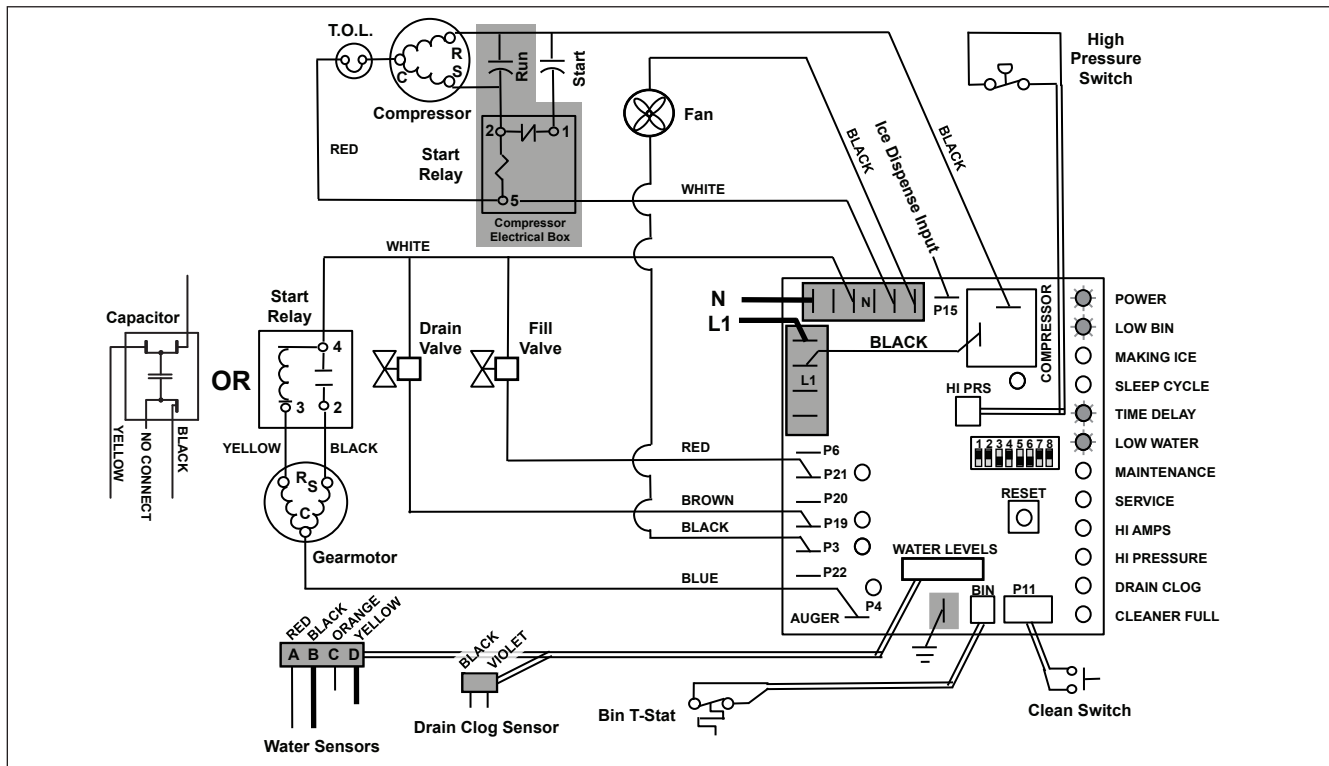 T.O.L.
R
S
C
Compressor
Run
Start
2
1
Start
Relay
5
Compressor
Electrical Box
RED
WHITE
Fan
BLACK
Ice Dispense Input
BLACK
High
Pressure
Switch
WHITE
Capacitor
YELLOW
NO CONNECT
BLACK
OR
Start
Relay
4
3
2
YELLOW
BLACK
R
S
C
Gearmotor
Drain
Valve
Fill
Valve
N
L1
N
P15
L1
BLACK
COMPRESSOR
HI PRS
1 2 3 4 5 6 7 8
RESET
POWER
LOW BIN
MAKING ICE
SLEEP CYCLE
TIME DELAY
LOW WATER
MAINTENANCE
SERVICE
HI AMPS
HI PRESSURE
DRAIN CLOG
CLEANER FULL
P6
RED
P21
P20
BROWN
P19
BLACK
P3
P22
BLUE
P4
AUGER
WATER LEVELS
BIN
P11
RED
BLACK
ORANGE
YELLOW
A B C D
Water Sensors
BLACK
VIOLET
Drain Clog Sensor
Bin T-Stat
Clean Switch